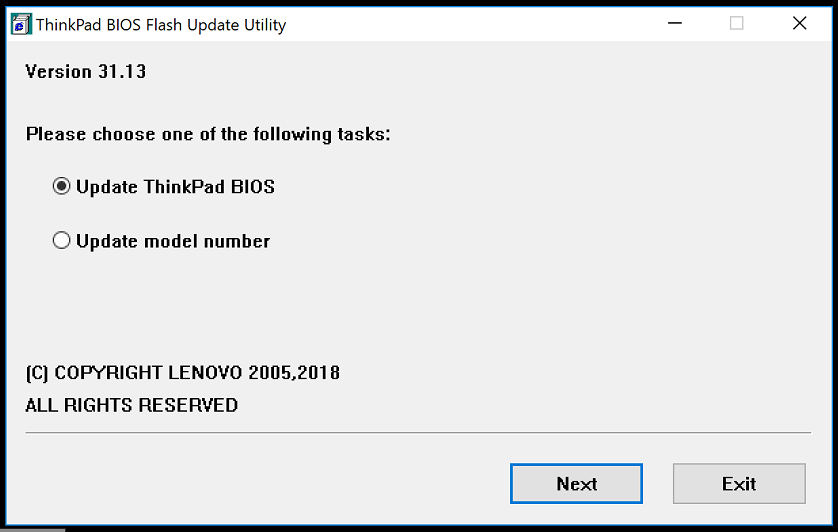 ThinkPad BIOS Flash Update Utility
Version 31.13
Please choose one of the following tasks:
Update ThinkPad BIOS
Update model number
(C) COPYRIGHT LENOVO 2005,2018
ALL RIGHTS RESERVED
Next Exit